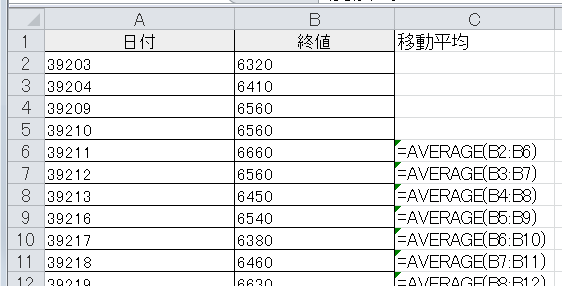 A B C
1 日付 終値 移動平均
2 39203 6320
3 39204 6410
4 39209 6560
5 39210 6560
6 39211 6660 =AVERAGE(B2:B6)
7 39212 6560 =AVERAGE(B3:B7)
8 39213 6450 =AVERAGE(B4:B8)
9 39216 6540 =AVERAGE(B5:B9)
10 39217 6380 =AVERAGE(B6:B10)
11 39218 6460 =AVERAGE(B7:B11)
12 39219 6630 =AVERAGE(B8:B12)